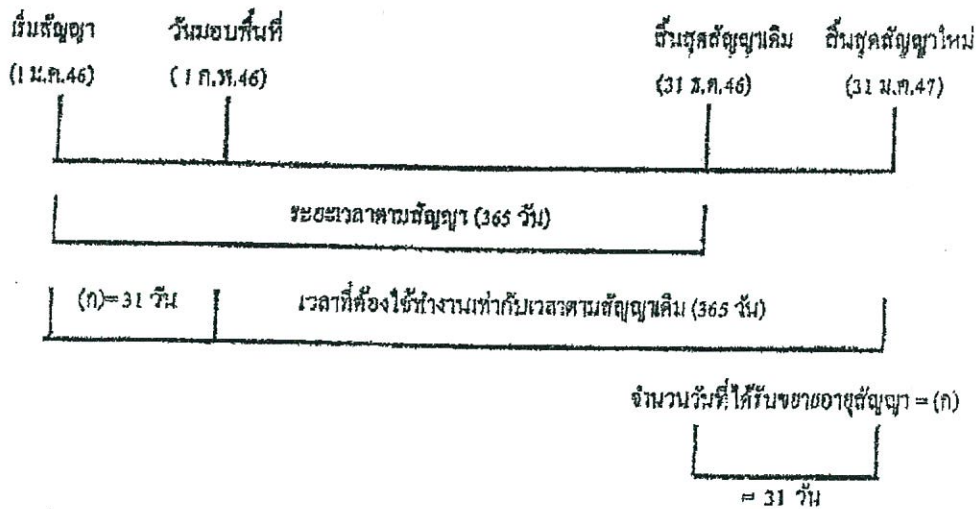 เริ่มสัญญา วันมอบพื้นที่ สิ้นสุดสัญญาเดิม สิ้นสุดสัญญาใหม่
(1 ม.ค.46) (1 ก.พ.46) (31 ธ.ค.46) (31 ม.ค.47)
ระยะเวลาตามสัญญา (365 วัน)
(ก)=31 วัน เวลาที่ต้องใช้ทำงานเท่ากับเวลาตามสัญญาเดิม (365 วัน)
จำนวนวันที่ได้รับขยายอายุสัญญา = (ก)
= 31 วัน